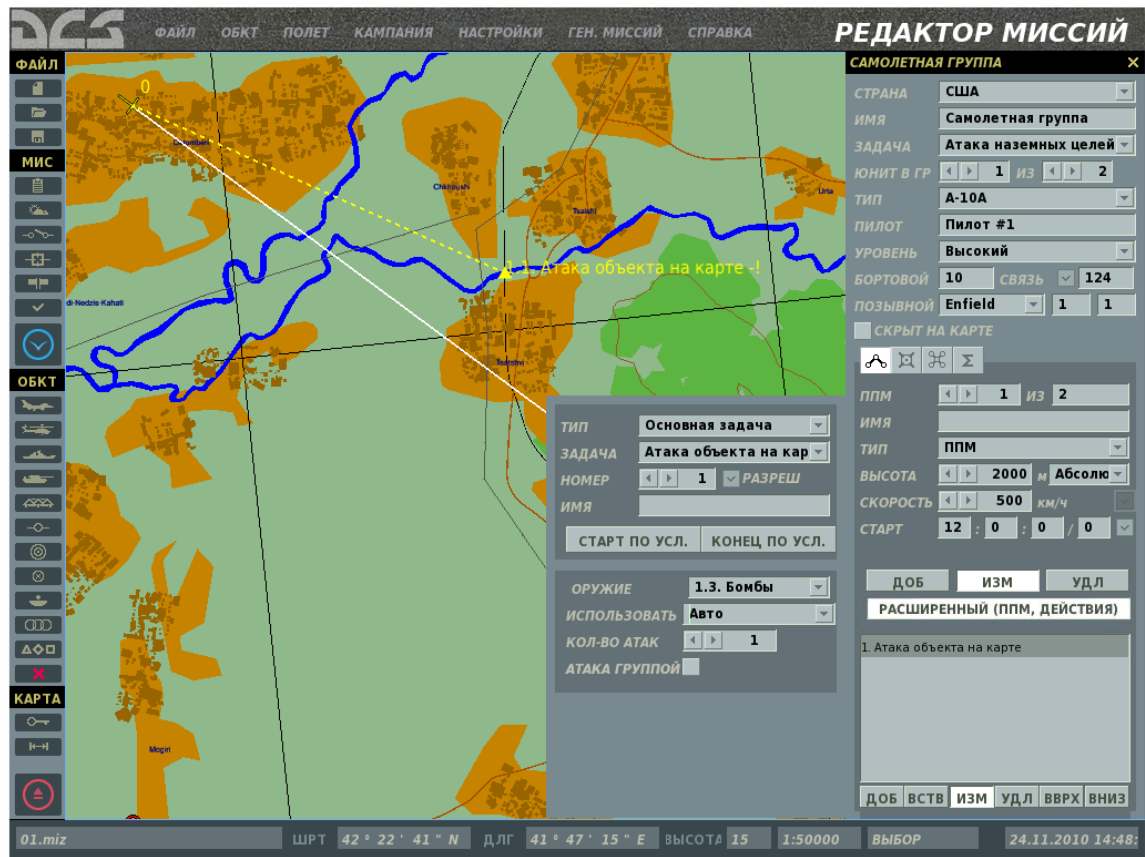 DCS ФАЙЛ ОБКТ ПОЛЕТ КАМПАНИЯ НАСТРОЙКИ ГЕН. МИССИЙ СПРАВКА РЕДАКТОР МИССИЙ
ФАЙЛ
МИС
ОБКТ
КАРТА
0
Chkhoushi
Tsaishi
Urta
1.1. Атака объекта на карте -!
di-Nedzis-Kahati
Mogiri
ТИП Основная задача
ЗАДАЧА Атака объекта на кар
НОМЕР 1 РАЗРЕШ
ИМЯ
СТАРТ ПО УСЛ. КОНЕЦ ПО УСЛ.
ОРУЖИЕ 1.3. Бомбы
ИСПОЛЬЗОВАТЬ Авто
КОЛ-ВО АТАК 1
АТАКА ГРУППОЙ
САМОЛЕТНАЯ ГРУППА
СТРАНА США
ИМЯ Самолетная группа
ЗАДАЧА Атака наземных целей
ЮНИТ В ГР 1 ИЗ 2
ТИП A-10A
ПИЛОТ Пилот #1
УРОВЕНЬ Высокий
БОРТОВОЙ 10 СВЯЗЬ 124
ПОЗЫВНОЙ Enfield 1 1
СКРЫТ НА КАРТЕ
Σ
ППМ 1 ИЗ 2
ИМЯ
ТИП ППМ
ВЫСОТА 2000 м Абсолю
СКОРОСТЬ 500 км/ч
СТАРТ 12 : 0 : 0 / 0
ДОБ ИЗМ УДЛ
РАСШИРЕННЫЙ (ППМ, ДЕЙСТВИЯ)
1. Атака объекта на карте
ДОБ ВСТВ ИЗМ УДЛ ВВРХ ВНИЗ
01.miz ШРТ 42 ° 22 ' 41 " N ДЛГ 41 ° 47 ' 15 " E ВЫСОТА 15 1:50000 ВЫБОР 24.11.2010 14:48: